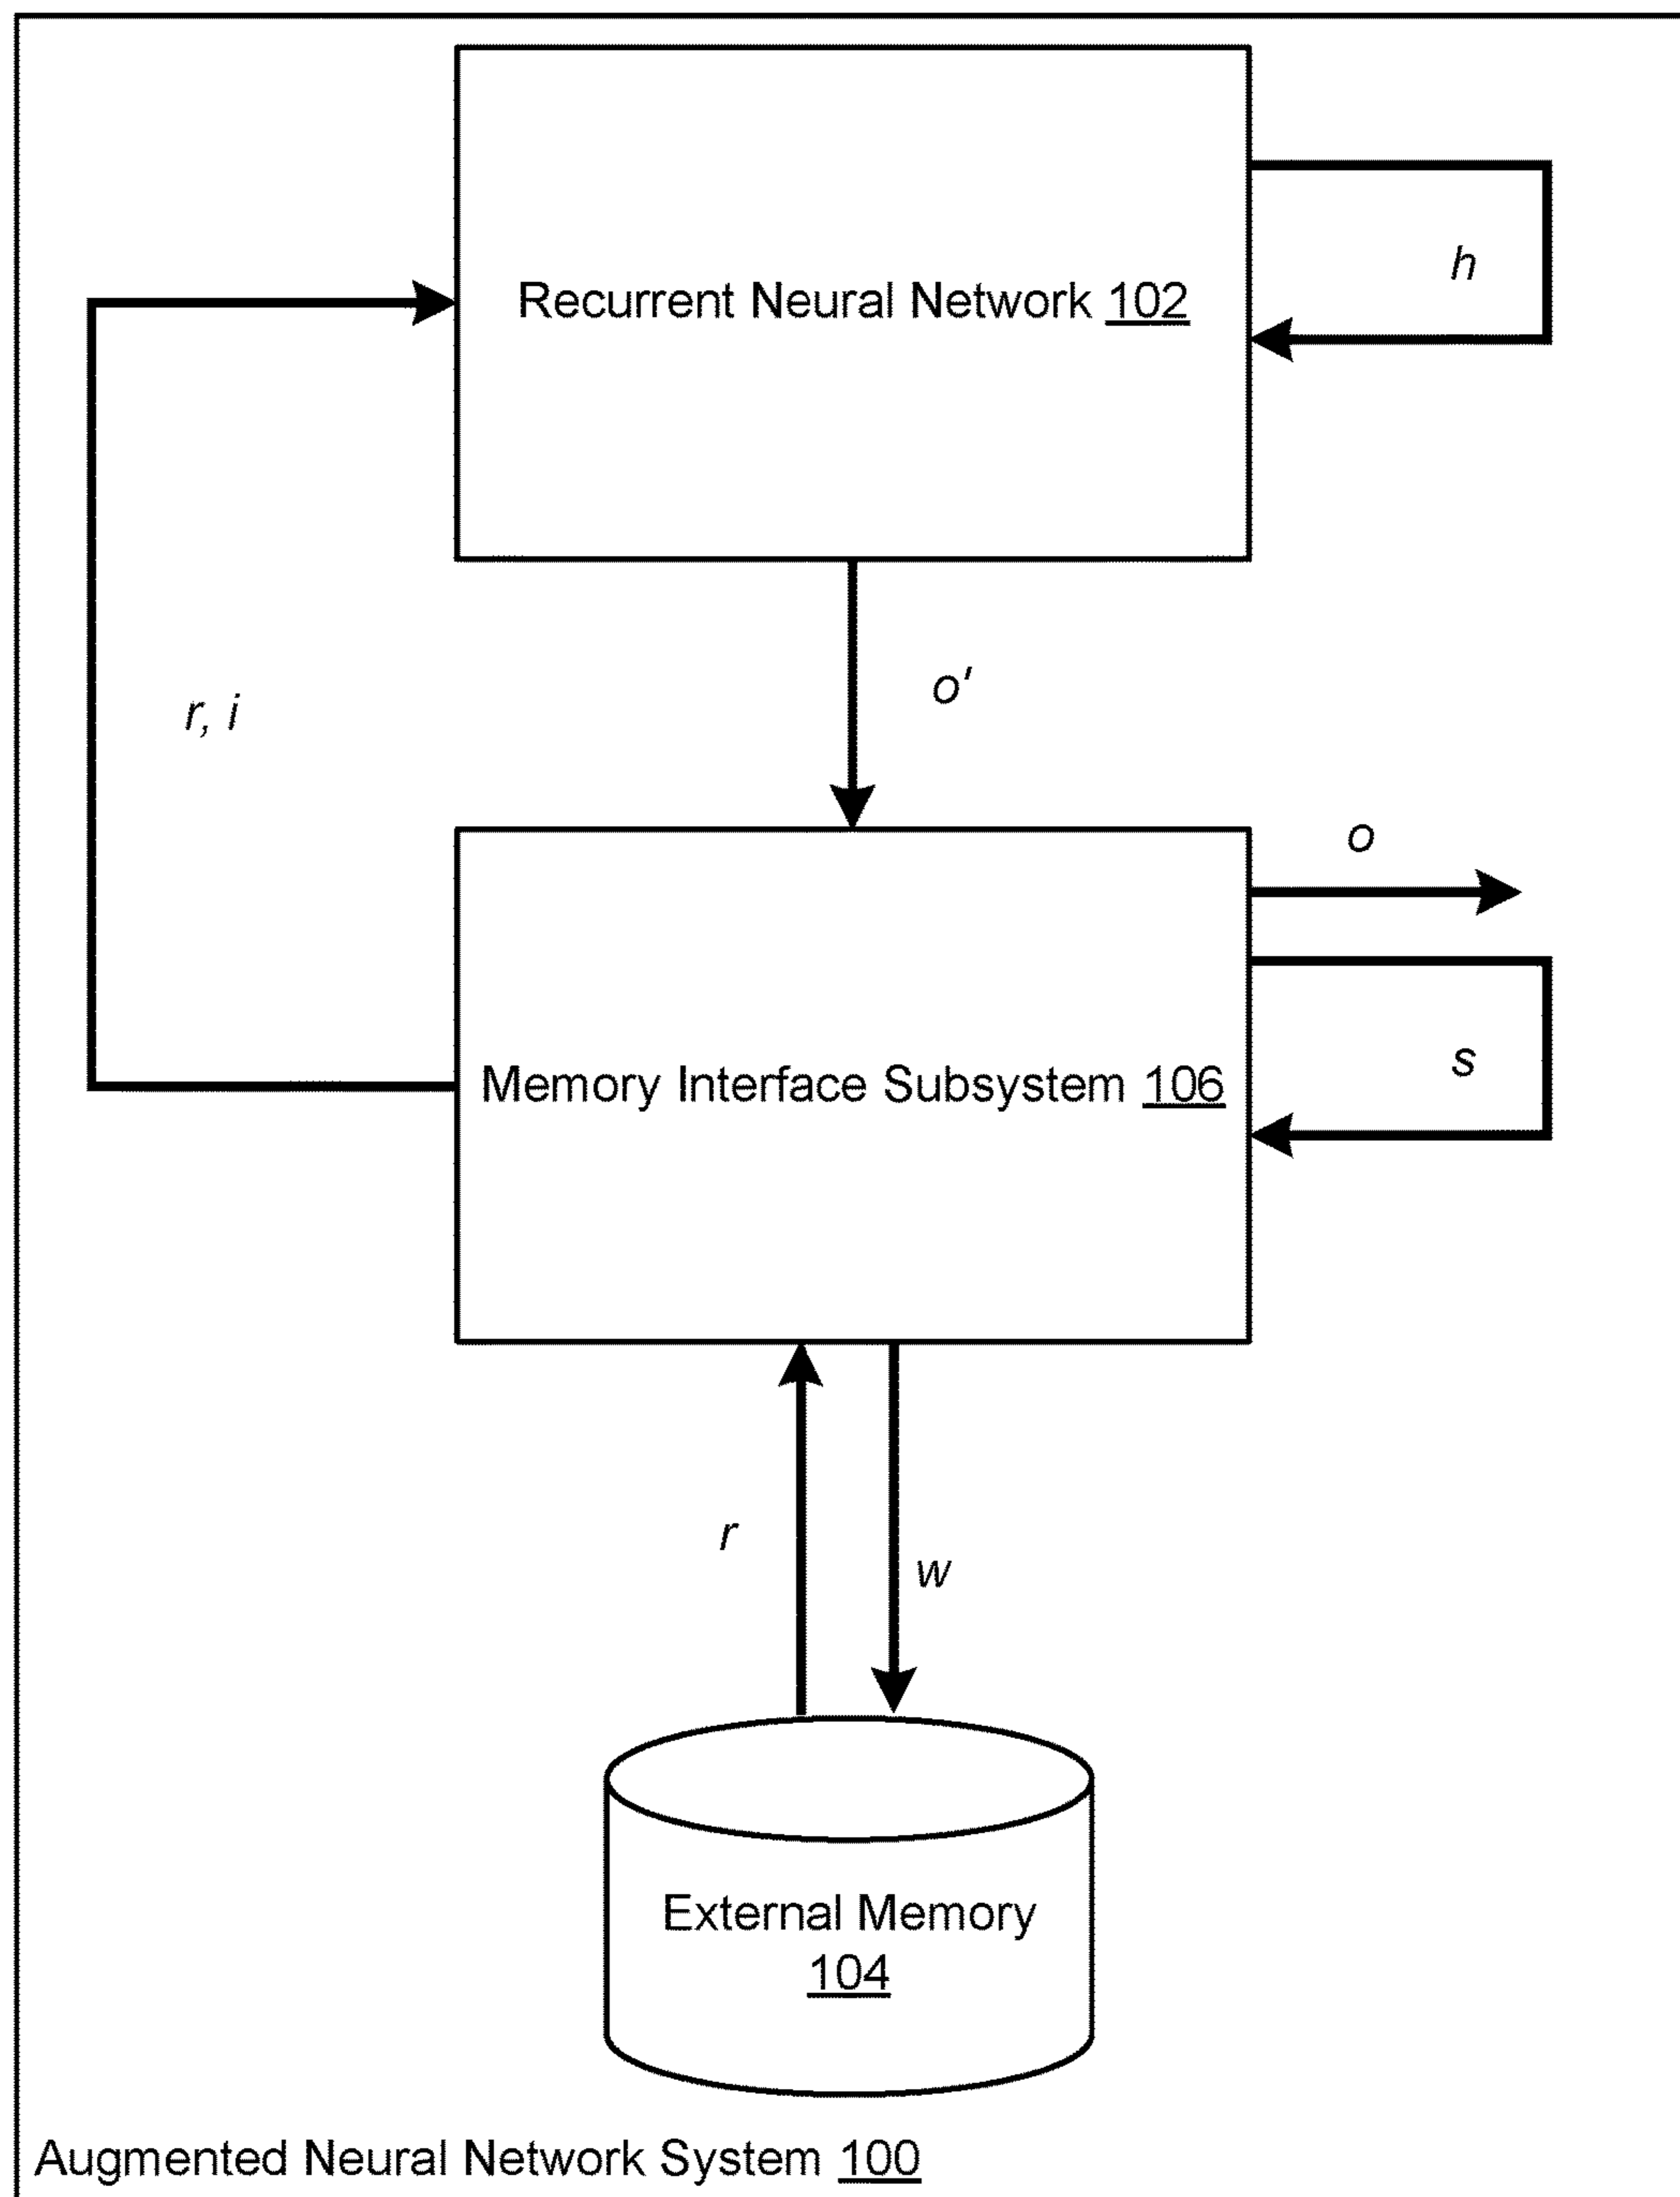 Recurrent Neural Network 102
h
o'
r, i
o
Memory Interface Subsystem 106
s
r
w
External Memory
104
Augmented Neural Network System 100